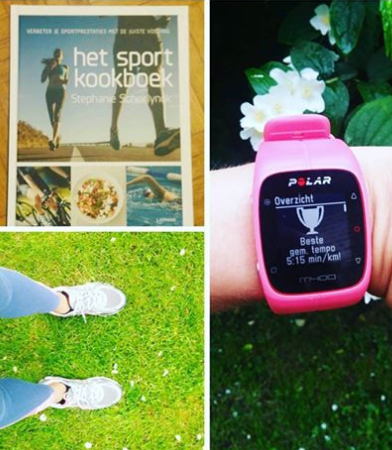 VERBETER JE SPORTPRESTATIES MET DE JUISTE VOEDING
het sport
kookboek
Stephanie Scheirlynck
POLAR
Overzicht
Beste
gem. tempo
5:15 min/km!
M400